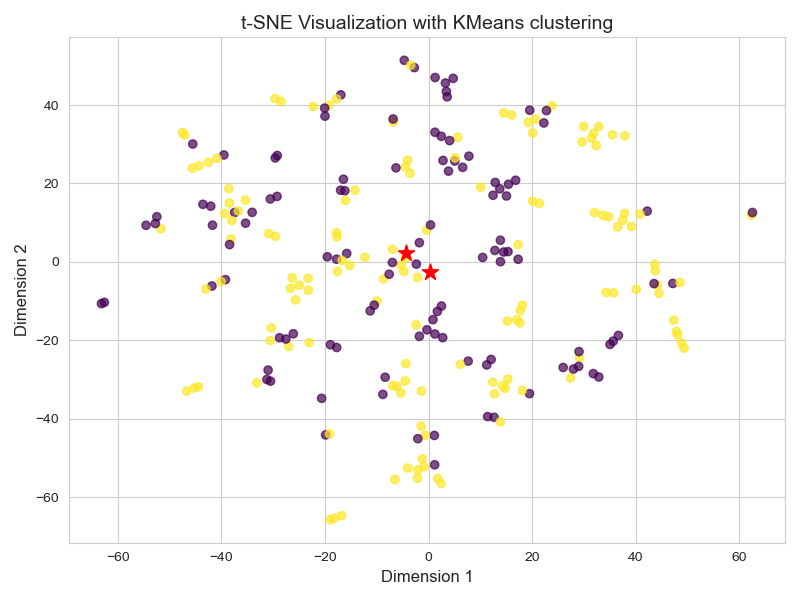 t-SNE Visualization with KMeans clustering
40
20
0
−20
−40
−60
Dimension 2
−60 −40 −20 0 20 40 60
Dimension 1